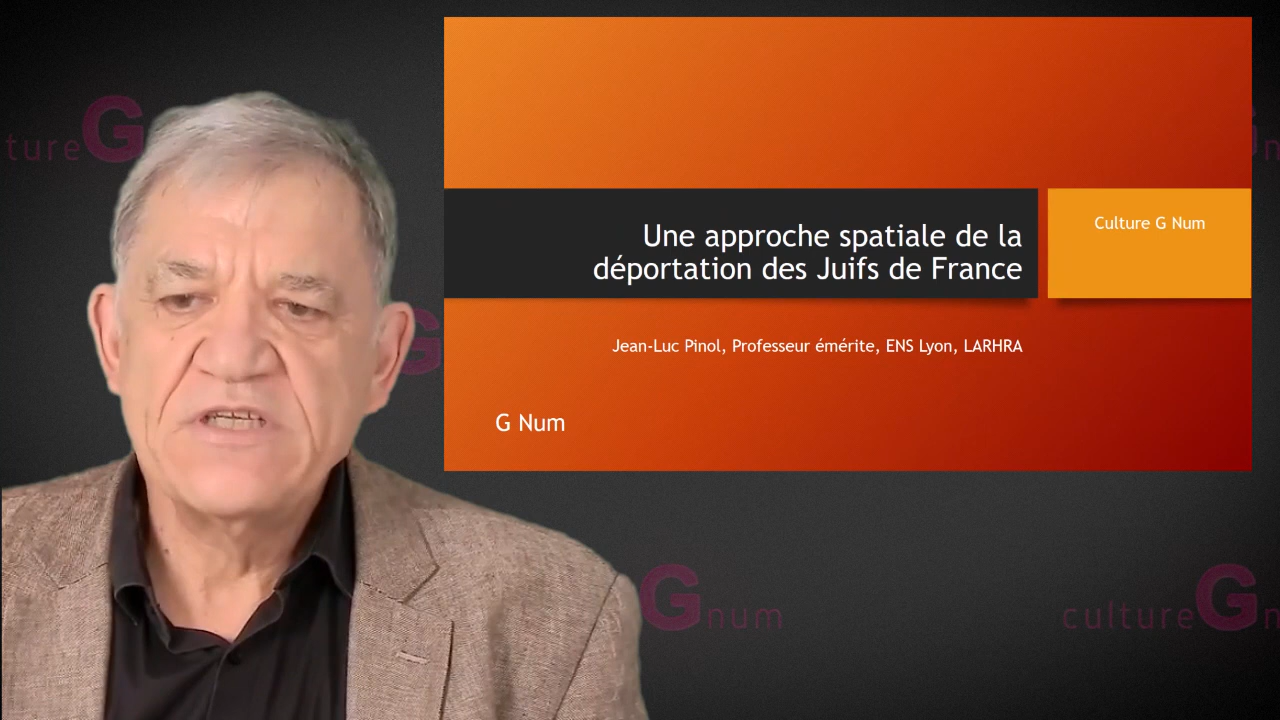 Une approche spatiale de la
déportation des Juifs de France
Culture G Num
Jean-Luc Pinol, Professeur émérite, ENS Lyon, LARHRA
G Num
tureG
G
Gnum
cultureG